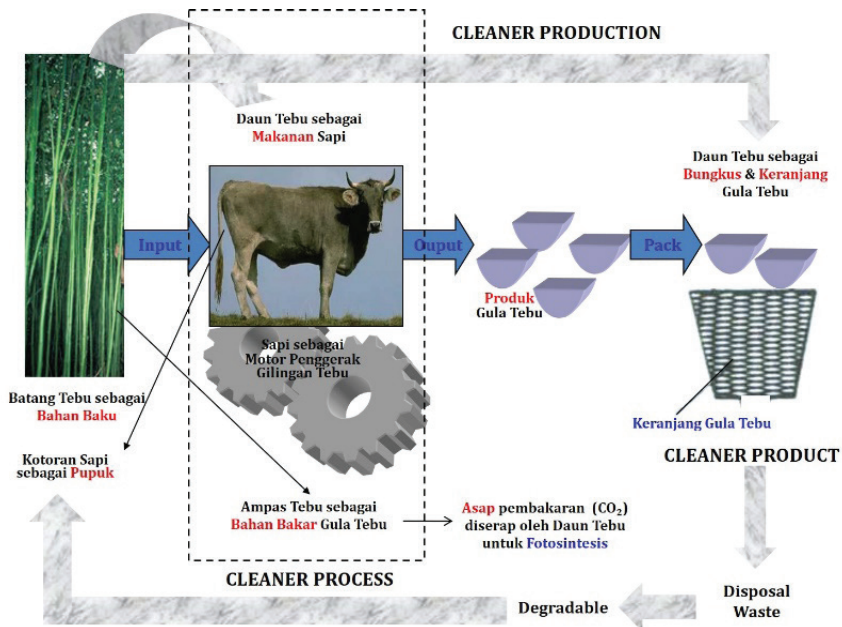 CLEANER PRODUCTION
Daun Tebu sebagai
Makanan Sapi
Daun Tebu sebagai
Bungkus & Keranjang
Gula Tebu
Input
Ouput
Pack
Produk
Gula Tebu
Sapi sebagai
Motor Penggerak
Gilingan Tebu
Batang Tebu sebagai
Bahan Baku
Keranjang Gula Tebu
CLEANER PRODUCT
Kotoran Sapi
sebagai Pupuk
Ampas Tebu sebagai
Bahan Bakar Gula Tebu
Asap pembakaran (CO₂)
diserap oleh Daun Tebu
untuk Fotosintesis
CLEANER PROCESS
Degradable
Disposal
Waste